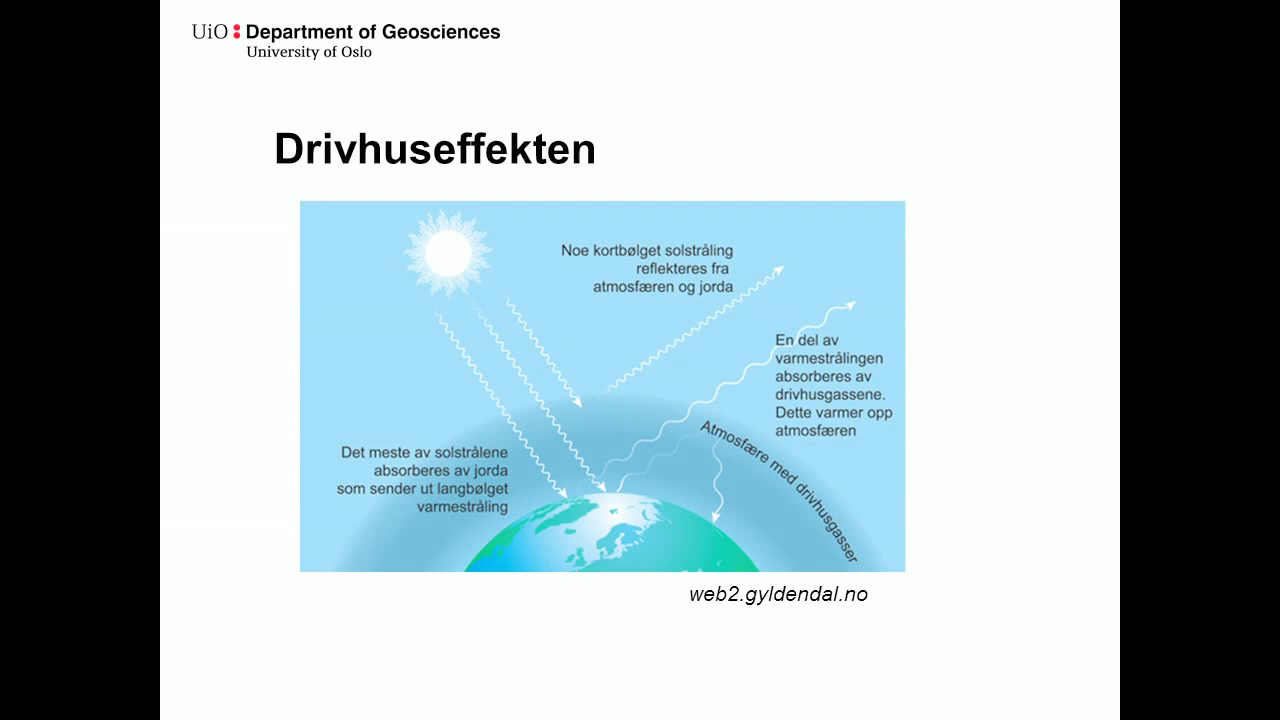 UiO : Department of Geosciences
University of Oslo
Drivhuseffekten
Noe kortbølget solstråling
reflekteres fra
atmosfæren og jorda
En del av
varmestrålingen
absorberes av
drivhusgassene.
Dette varmer opp
atmosfæren
Atmosfære med drivhusgasser
Det meste av solstrålene
absorberes av jorda
som sender ut langbølget
varmestråling
web2.gyldendal.no